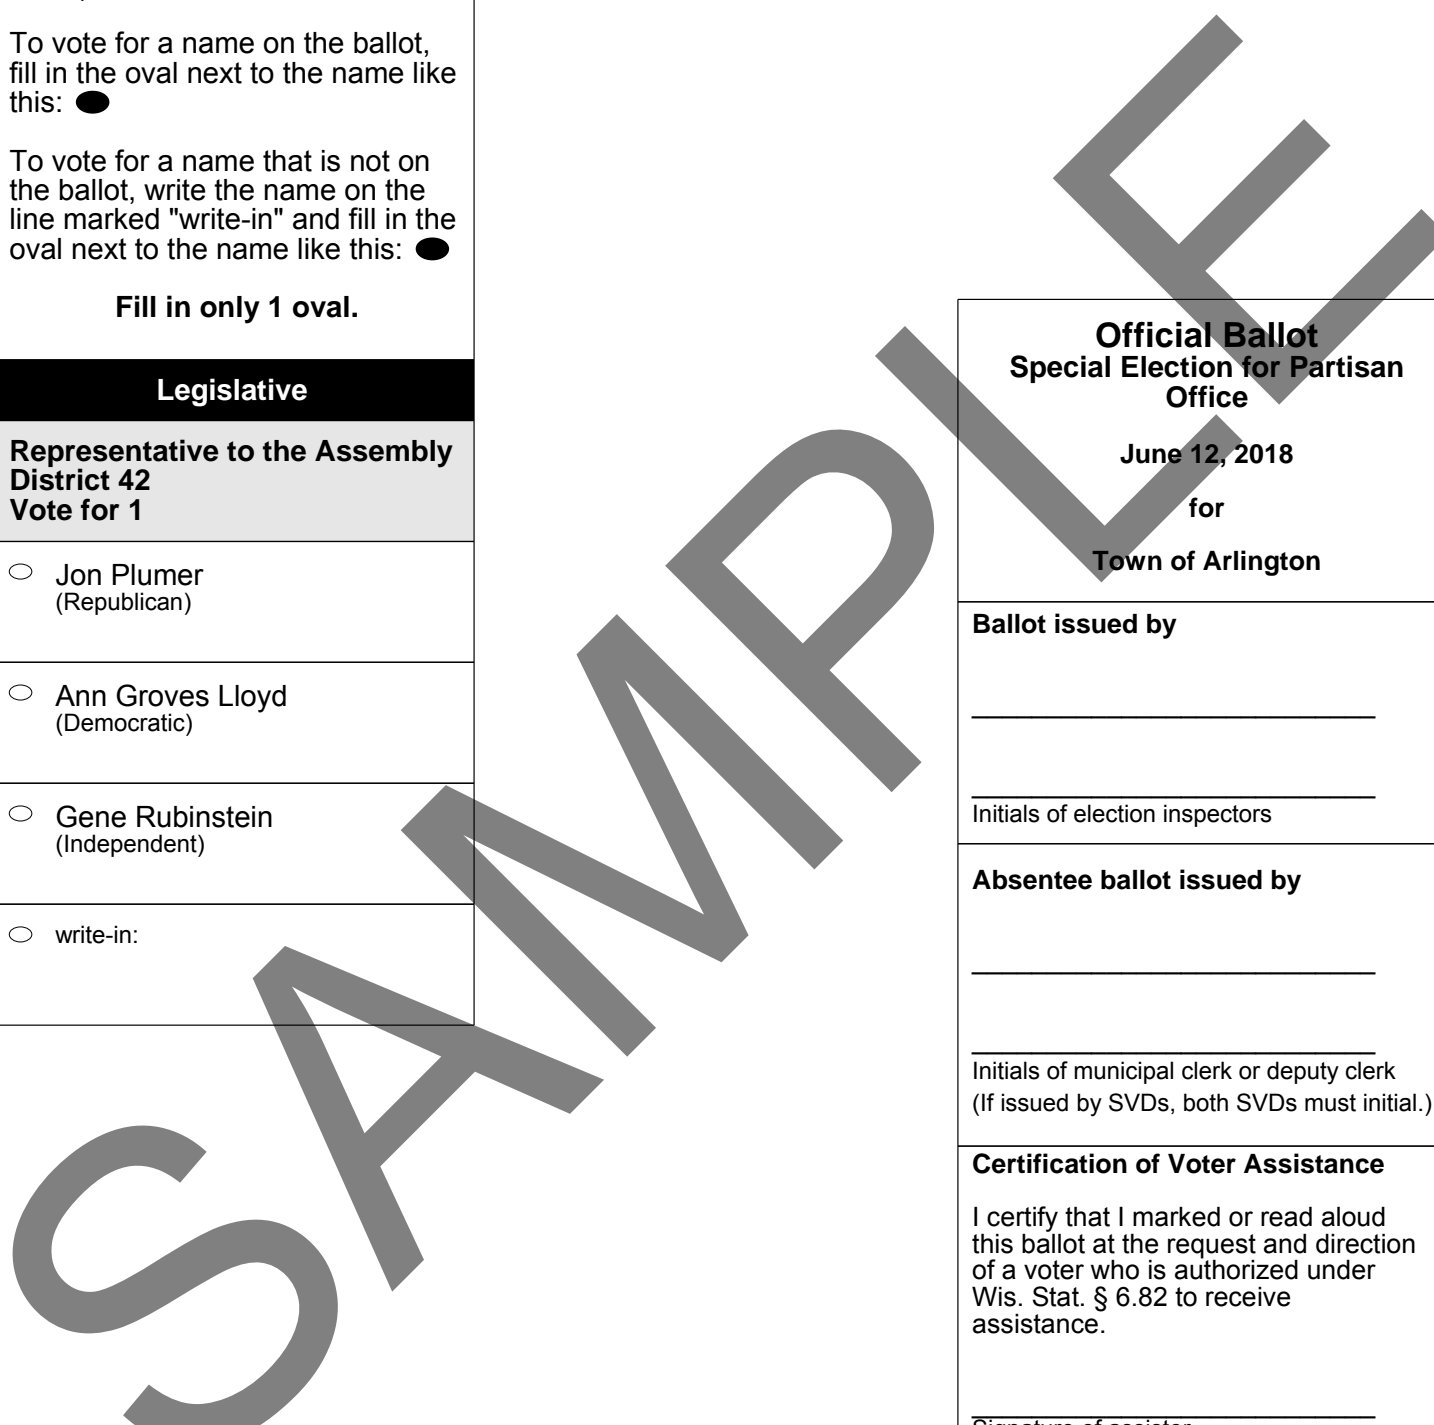 To vote for a name on the ballot,
fill in the oval next to the name like
this:
To vote for a name that is not on
the ballot, write the name on the
line marked "write-in" and fill in the
oval next to the name like this:
Fill in only 1 oval.
Legislative
Representative to the Assembly
District 42
Vote for 1
Jon Plumer
(Republican)
Ann Groves Lloyd
(Democratic)
Gene Rubinstein
(Independent)
write-in:
SAMPLE
Official Ballot
Special Election for Partisan
Office
June 12, 2018
for
Town of Arlington
Ballot issued by
Initials of election inspectors
Absentee ballot issued by
Initials of municipal clerk or deputy clerk
(If issued by SVDs, both SVDs must initial.)
Certification of Voter Assistance
I certify that I marked or read aloud
this ballot at the request and direction
of a voter who is authorized under
Wis. Stat. § 6.82 to receive
assistance.
Signature of assistor